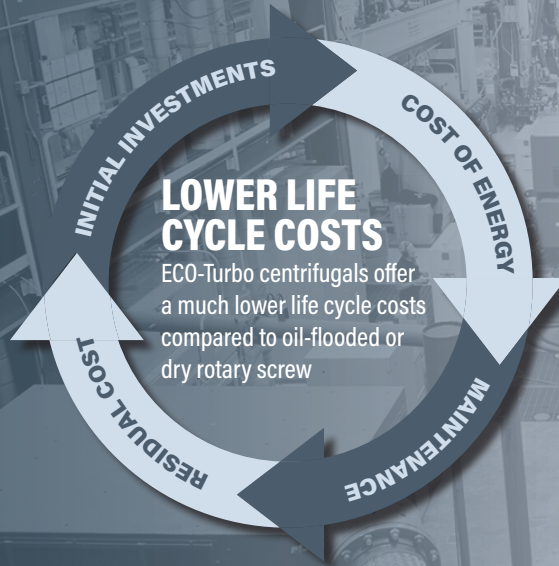 INITIAL INVESTMENTS
COST OF ENERGY
LOWER LIFE
CYCLE COSTS
ECO-Turbo centrifugals offer
a much lower life cycle costs
compared to oil-flooded or
dry rotary screw
MAINTENANCE
RESIDUAL COST